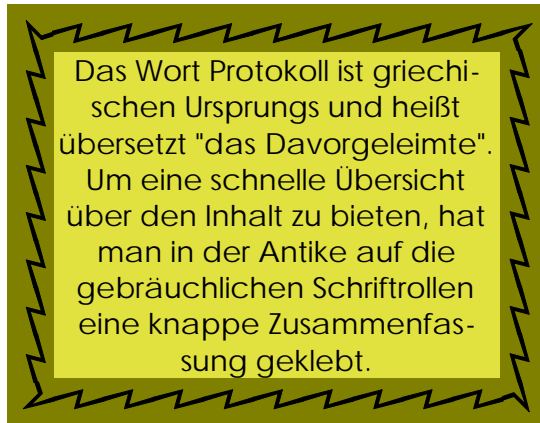 Das Wort Protokoll ist griechi-
schen Ursprungs und heißt
übersetzt "das Davorgeleimte".
Um eine schnelle Übersicht
über den Inhalt zu bieten, hat
man in der Antike auf die
gebräuchlichen Schriftrollen
eine knappe Zusammenfas-
sung geklebt.